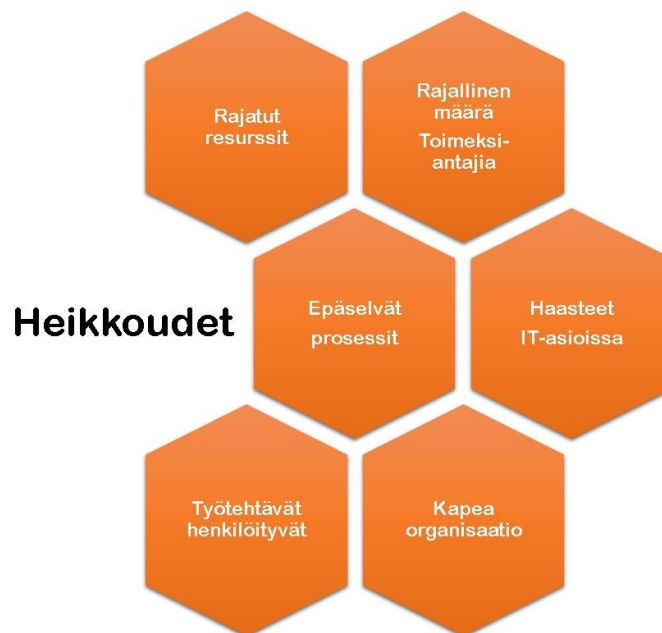 Rajatut
resurssit
Rajallinen
määrä
Toimeksi-
antajia
Heikkoudet
Epäselvät
prosessit
Haasteet
IT-asioissa
Työtehtävät
henkilöityvät
Kapea
organisaatio